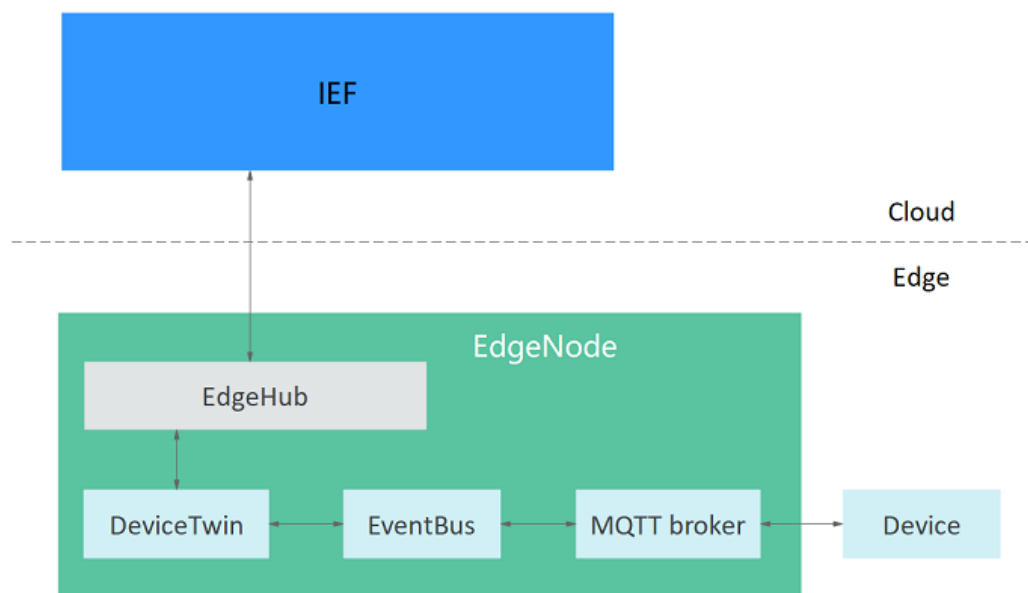 IEF
Cloud
Edge
EdgeNode
EdgeHub
DeviceTwin
EventBus
MQTT broker
Device